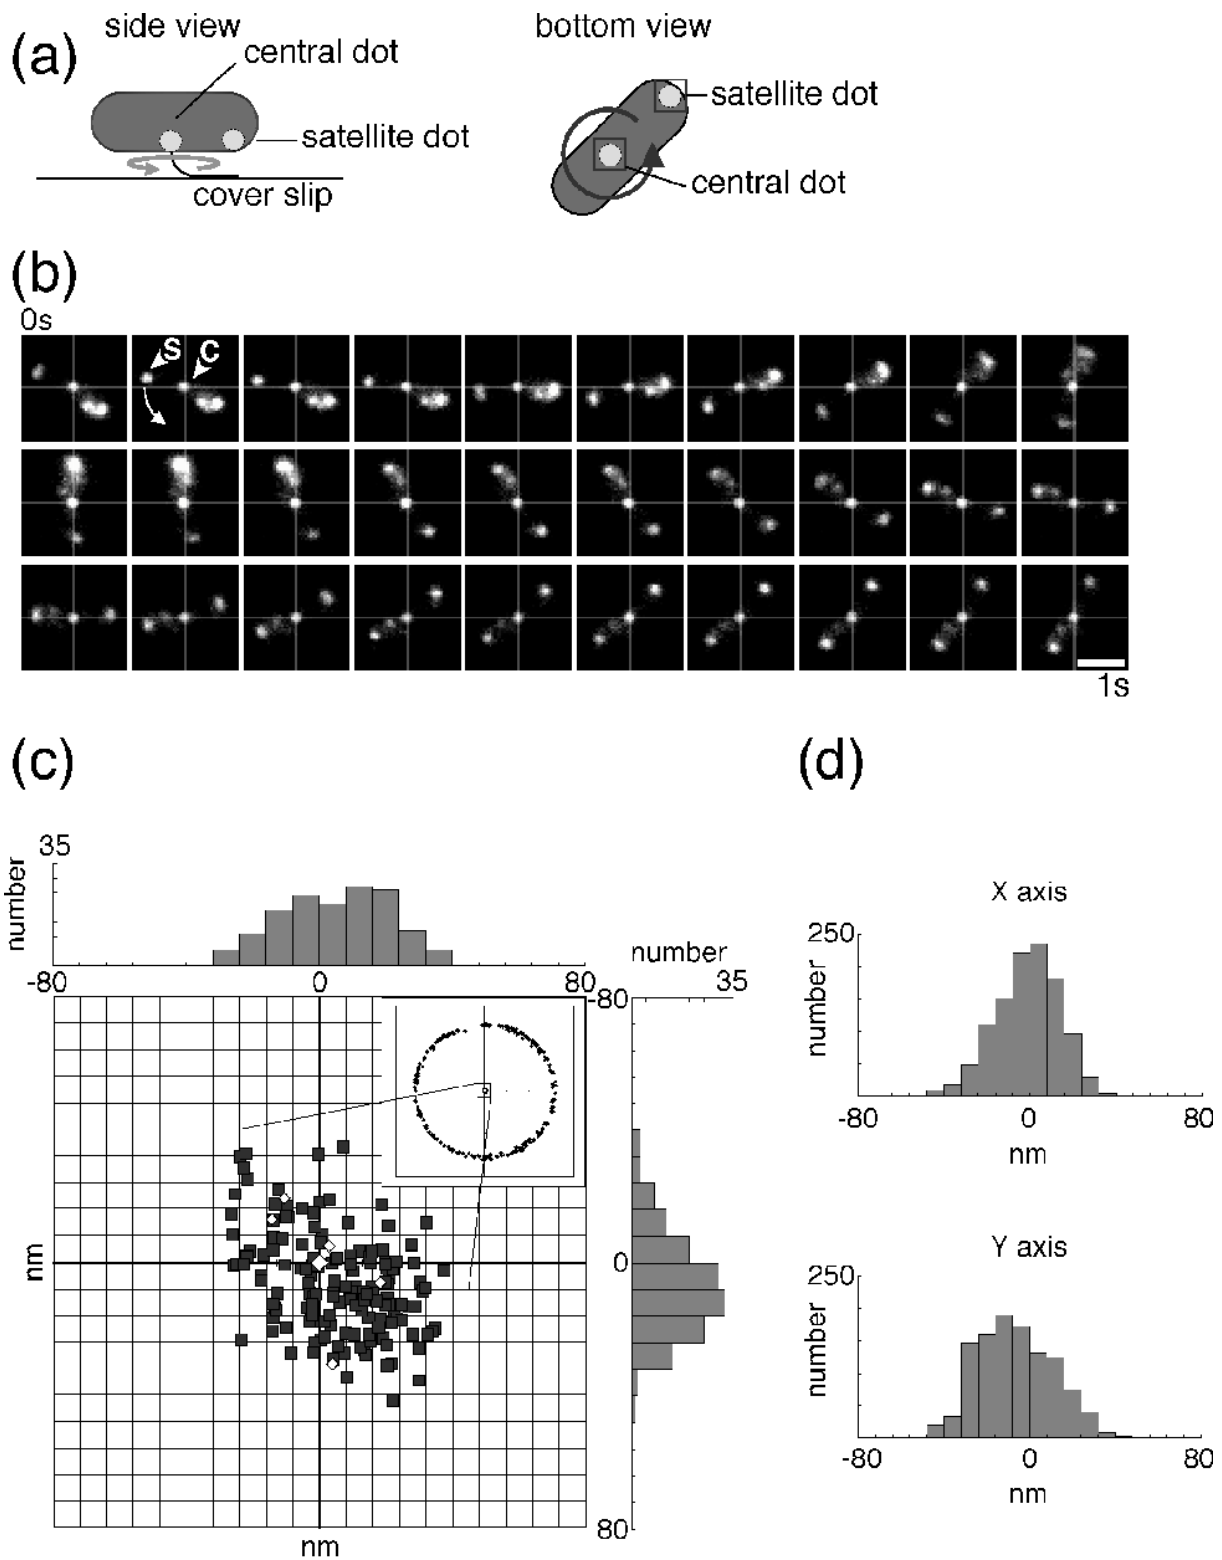 (a)
side view
central dot
satellite dot
cover slip
bottom view
satellite dot
central dot
(b)
0s
S
C
1s
(c)
35
number
-80
0
80
number
35
-80
0
80
nm
nm
(d)
X axis
250
number
-80
0
80
nm
Y axis
250
number
-80
0
80
nm